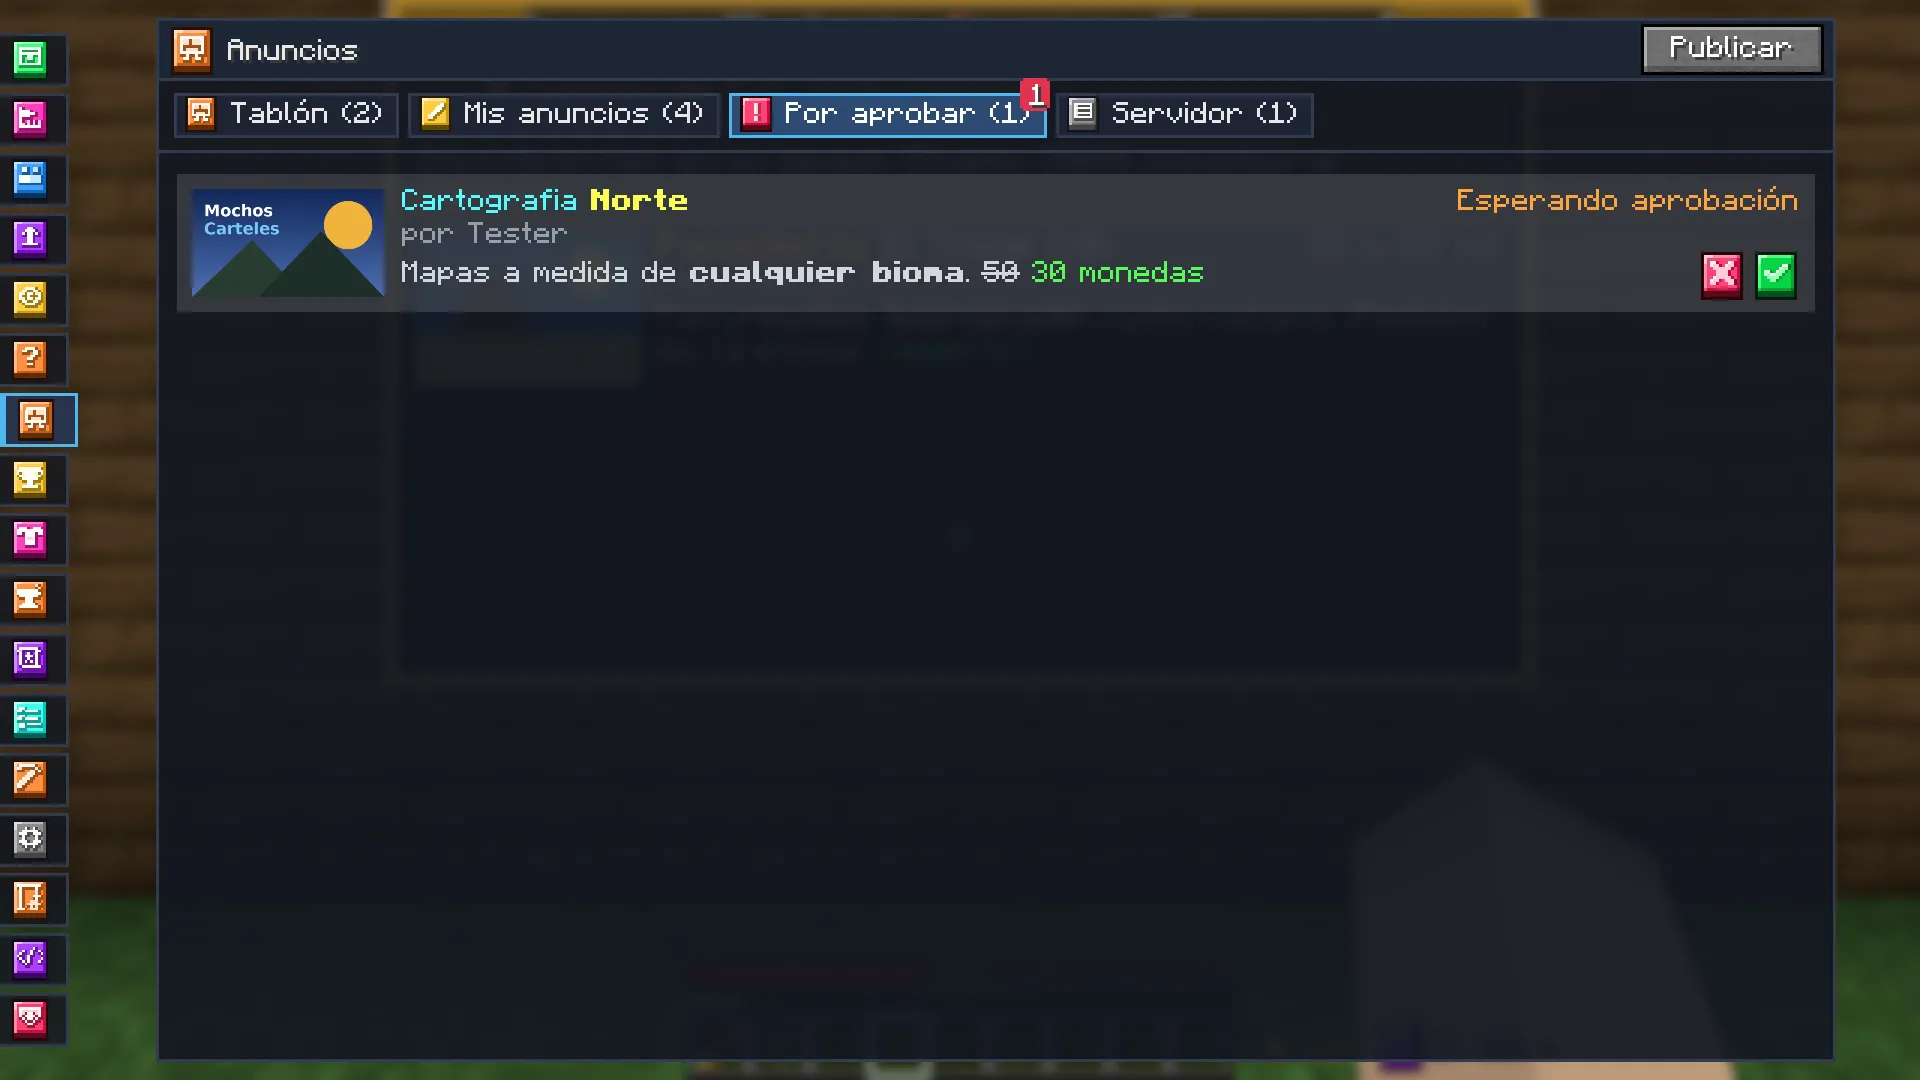 Anuncios
Publicar
Tablón (2)
Mis anuncios (4)
Por aprobar (1)
1
Servidor (1)
Mochos
Carteles
Cartografia Norte
Esperando aprobación
por Tester
Mapas a medida de cualquier bioma. 50 30 monedas